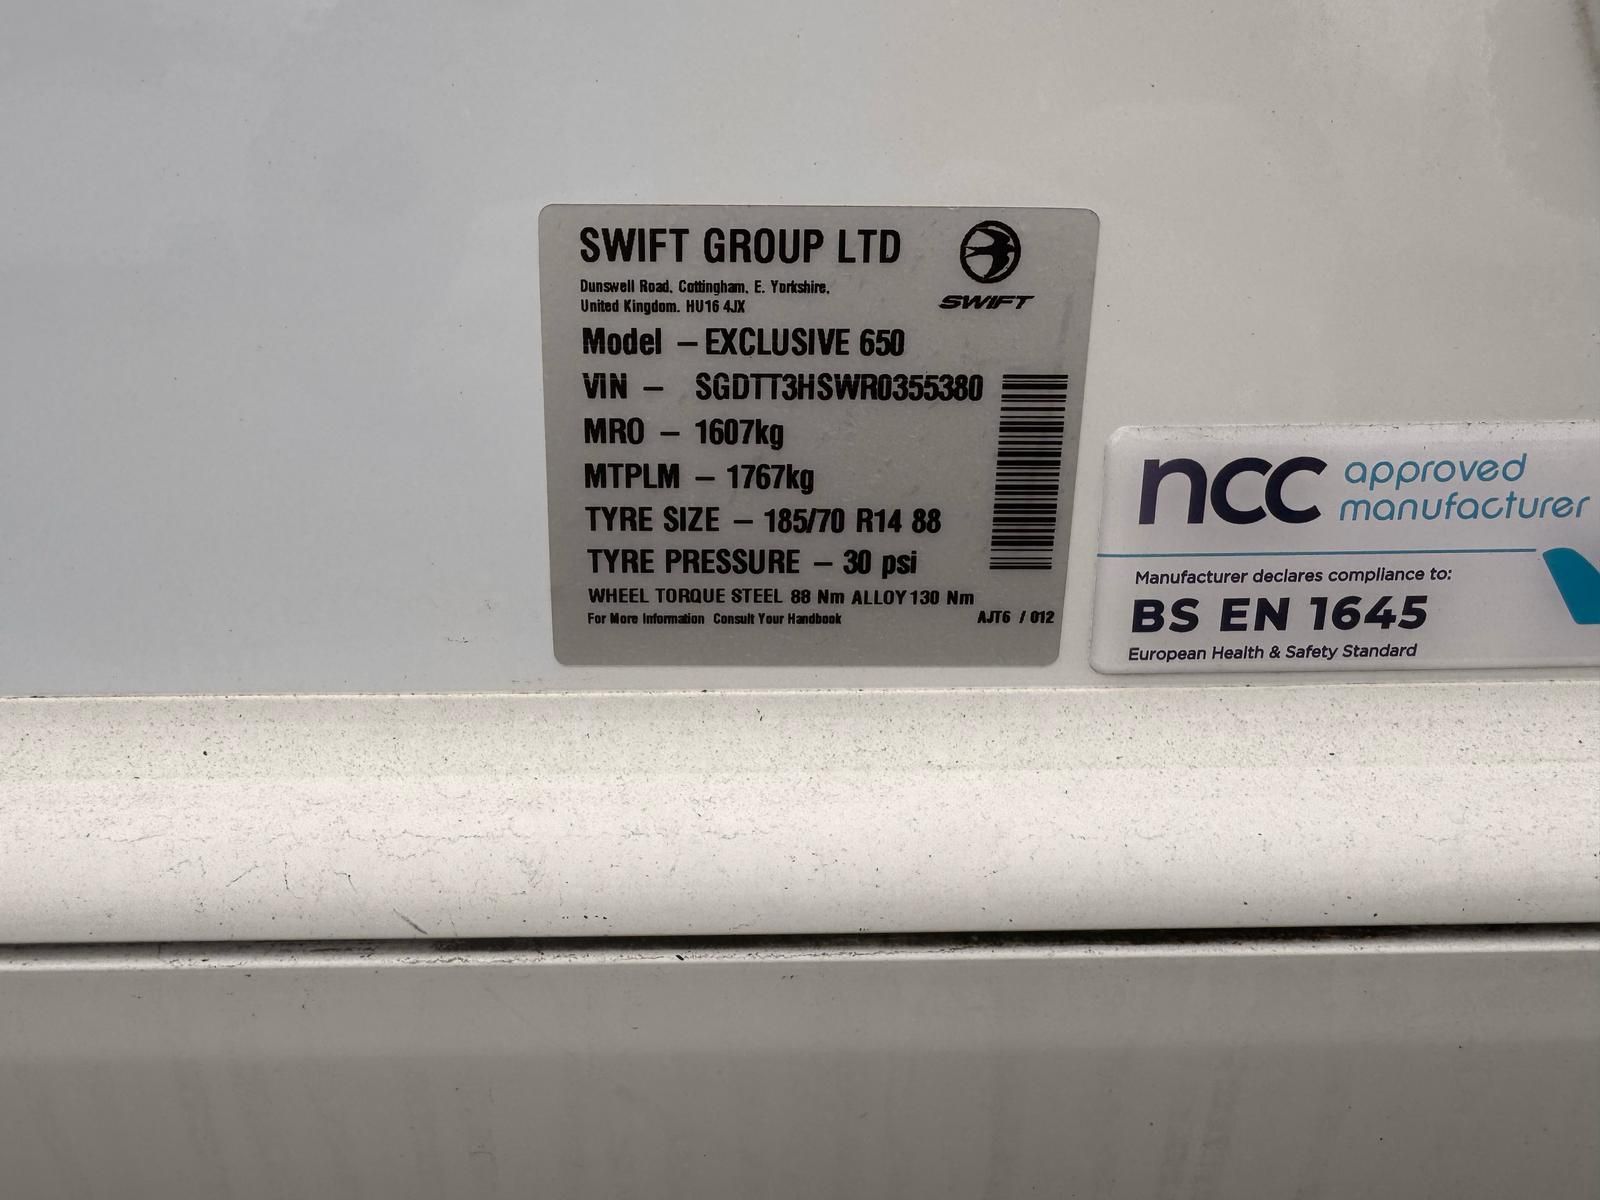 SWIFT GROUP LTD
SWIFT
Dunswell Road, Cottingham, E. Yorkshire,
United Kingdom. HU16 4JX
Model – EXCLUSIVE 650
VIN – SGDTT3HSWR0355380
MRO – 1607kg
MTPLM – 1767kg
TYRE SIZE – 185/70 R14 88
TYRE PRESSURE – 30 psi
WHEEL TORQUE STEEL 88 Nm ALLOY 130 Nm
For More Information Consult Your Handbook AJT6 / 012
ncc approved
manufacturer
Manufacturer declares compliance to:
BS EN 1645
European Health & Safety Standard